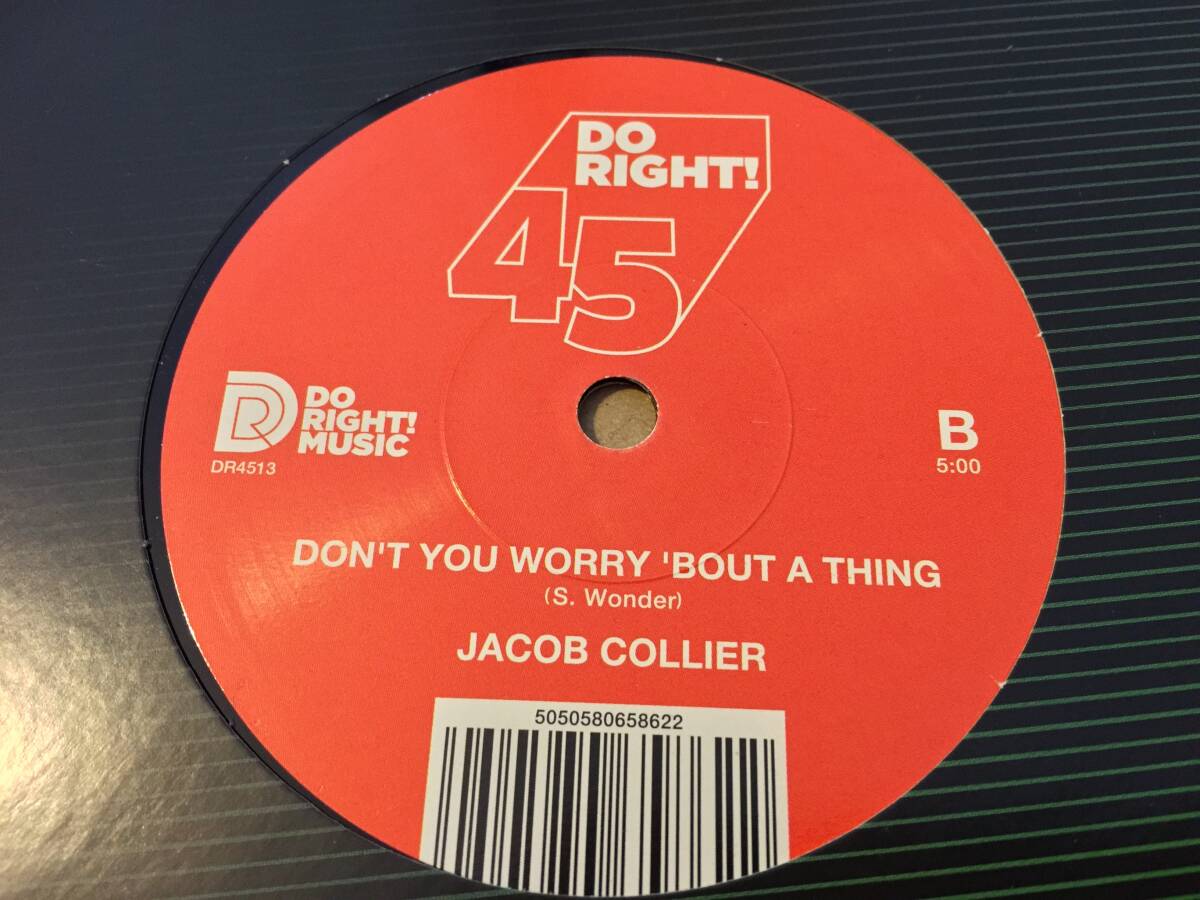 DO
RIGHT!
45
DO
RIGHT!
MUSIC
DR4513
B
5:00
DON'T YOU WORRY 'BOUT A THING
(S. Wonder)
JACOB COLLIER
5050580658622